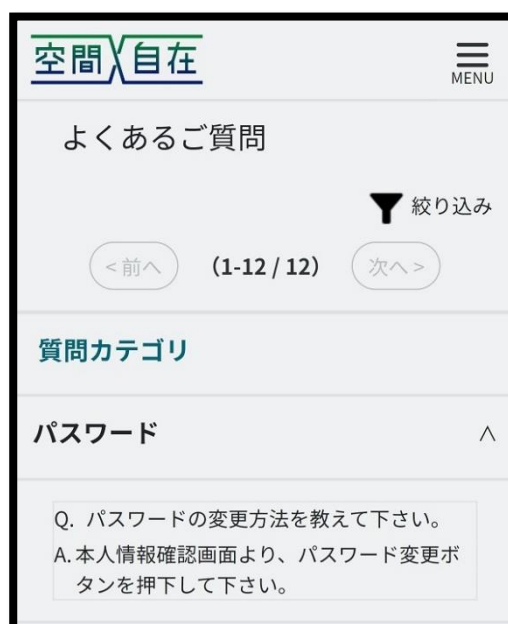 空間自在
MENU
よくあるご質問
絞り込み
<前へ (1-12 / 12) 次へ>
質問カテゴリ
パスワード
Q. パスワードの変更方法を教えて下さい。
A. 本人情報確認画面より、パスワード変更ボ
タンを押下して下さい。